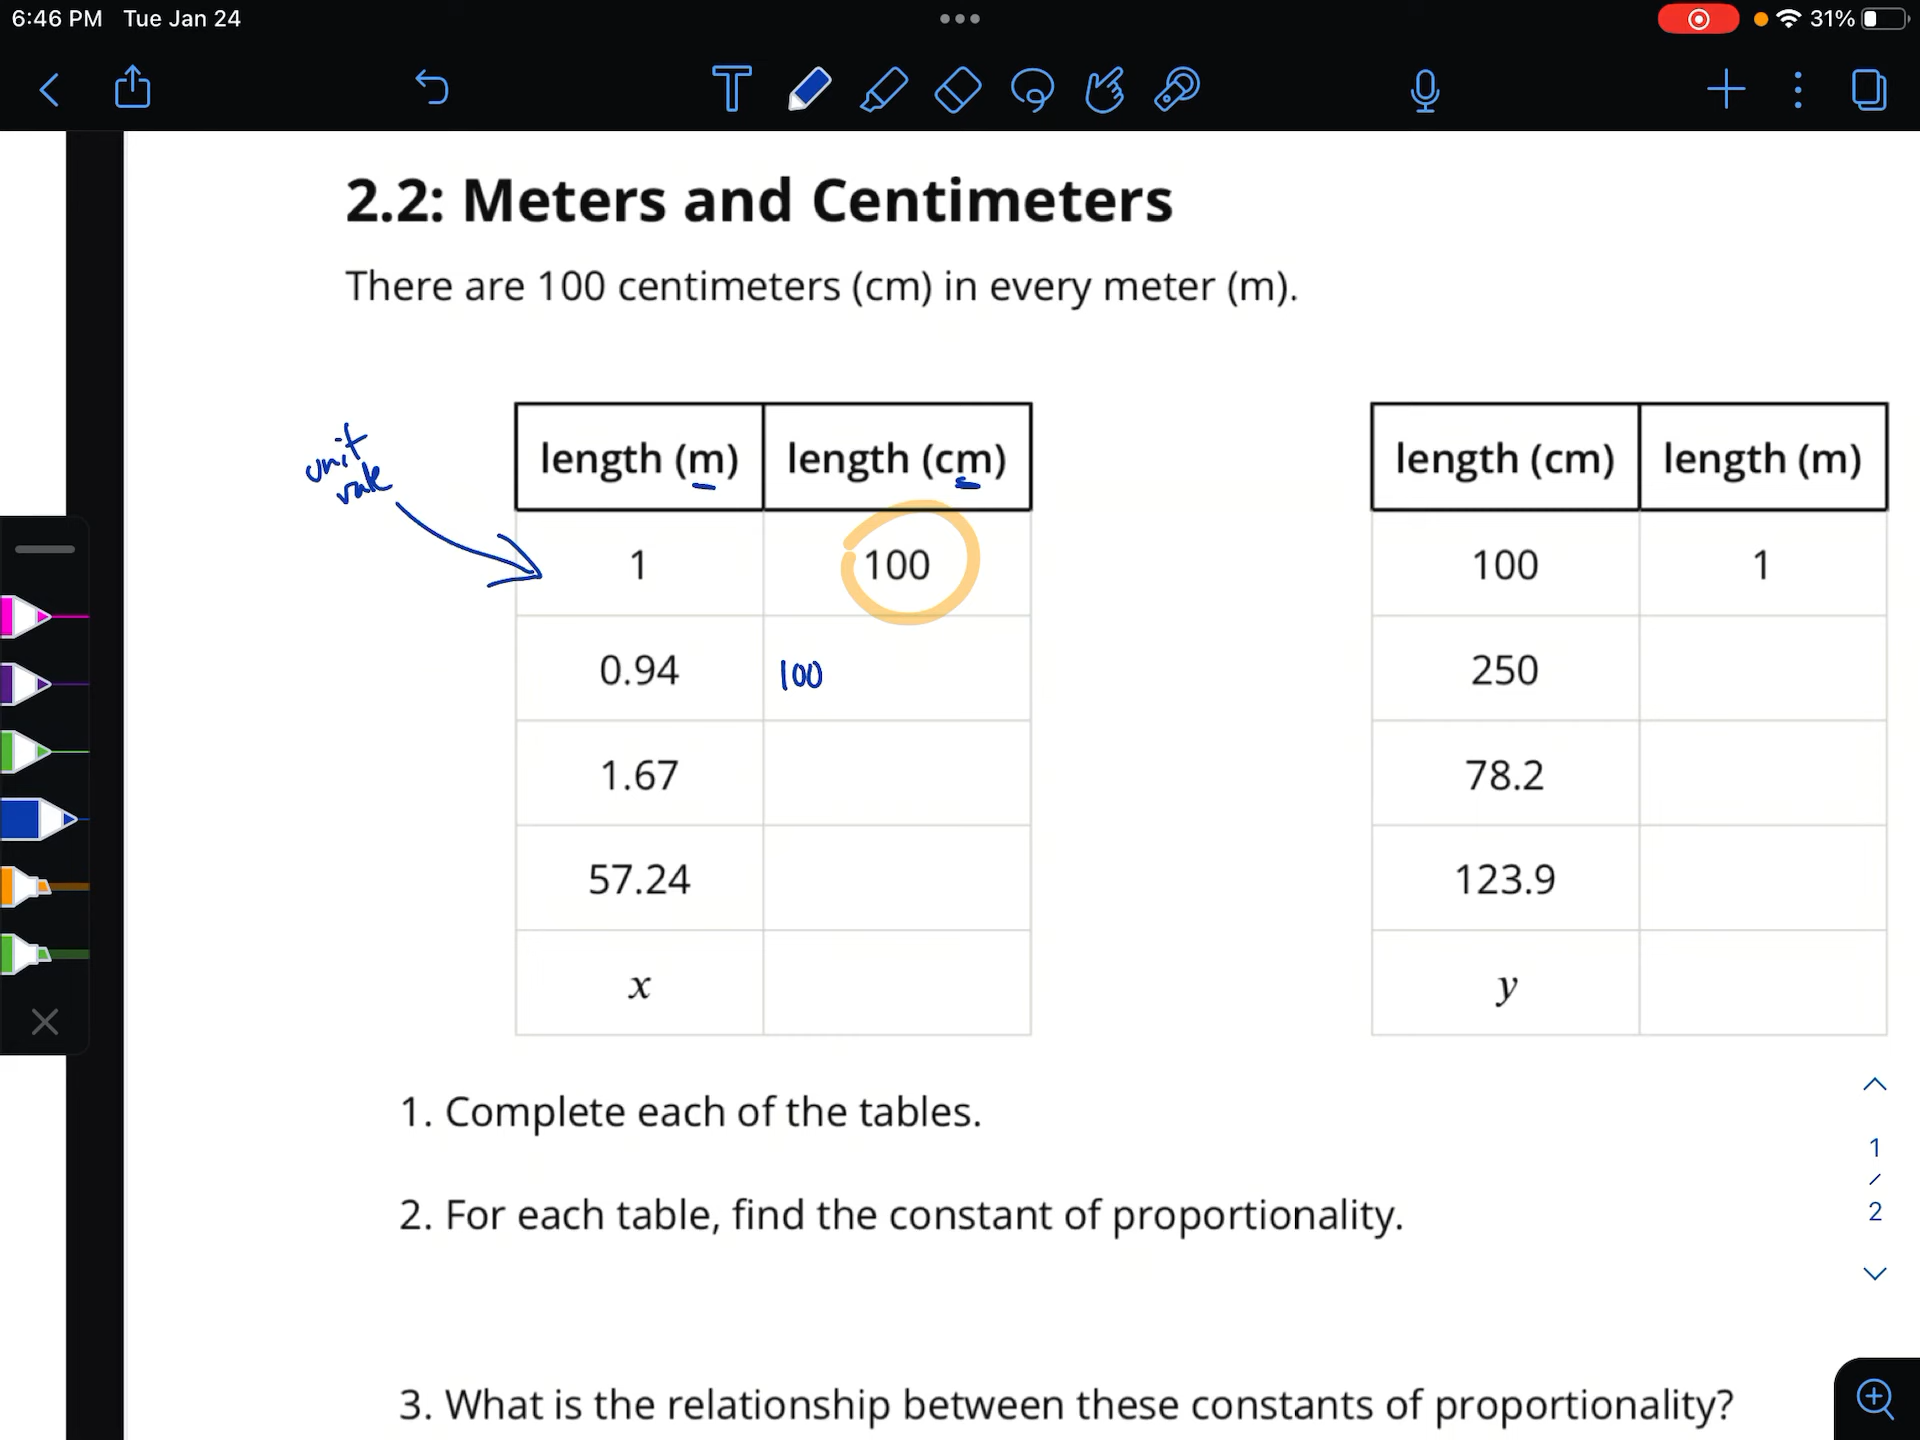 6:46 PM Tue Jan 24
31%
2.2: Meters and Centimeters
There are 100 centimeters (cm) in every meter (m).
unit
rate
length (m) length (cm)
1 100
0.94 100
1.67
57.24
x
length (cm) length (m)
100 1
250
78.2
123.9
y
1. Complete each of the tables.
2. For each table, find the constant of proportionality.
3. What is the relationship between these constants of proportionality?
1
/
2